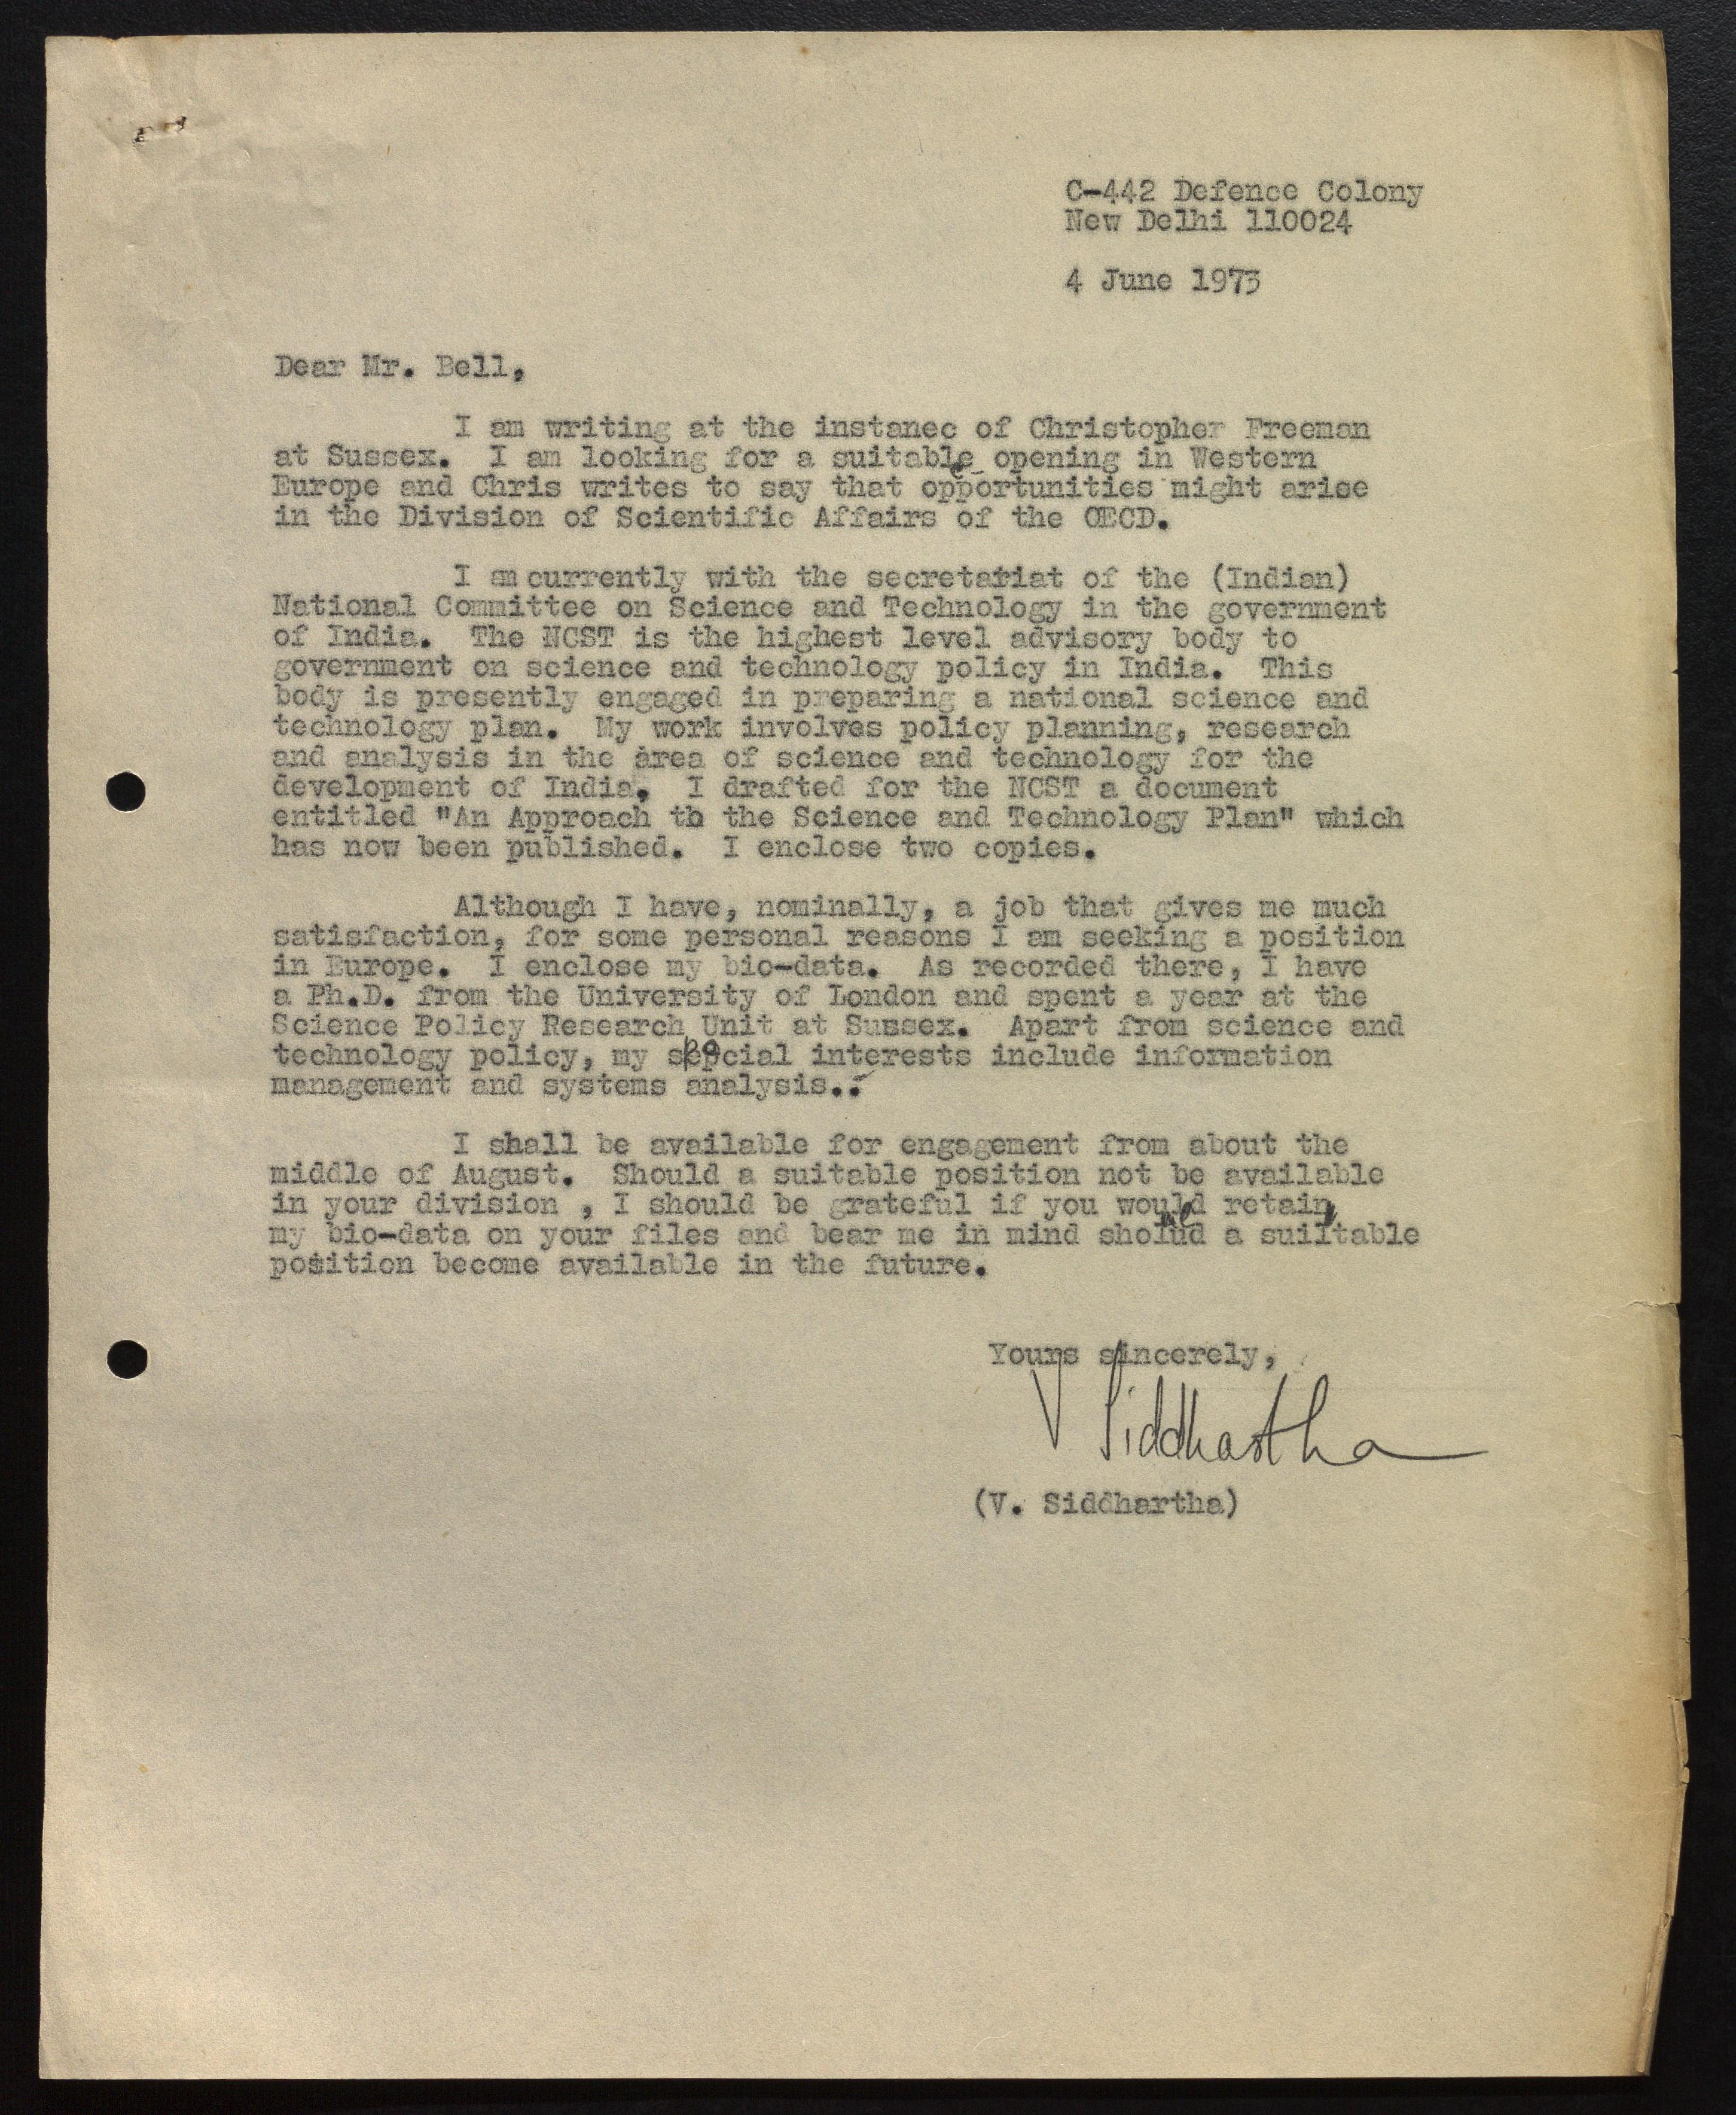 C-442 Defence Colony
New Delhi 110024
4 June 1973
Dear Mr. Bell,
I am writing at the instanec of Christopher Freeman
at Sussex. I am looking for a suitable opening in Western
Europe and Chris writes to say that opportunities might arise
in the Division of Scientific Affairs of the OECD.
I am currently with the secretariat of the (Indian)
National Committee on Science and Technology in the government
of India. The NCST is the highest level advisory body to
government on science and technology policy in India. This
body is presently engaged in preparing a national science and
technology plan. My work involves policy planning, research
and analysis in the area of science and technology for the
development of India. I drafted for the NCST a document
entitled "An Approach to the Science and Technology Plan" which
has now been published. I enclose two copies.
Although I have, nominally, a job that gives me much
satisfaction, for some personal reasons I am seeking a position
in Europe. I enclose my bio-data. As recorded there, I have
a Ph.D. from the University of London and spent a year at the
Science Policy Research Unit at Sussex. Apart from science and
technology policy, my special interests include information
management and systems analysis..
I shall be available for engagement from about the
middle of August. Should a suitable position not be available
in your division , I should be grateful if you would retain
my bio-data on your files and bear me in mind should a suiltable
position become available in the future.
Yours sincerely,
V Siddhartha
(V. Siddhartha)